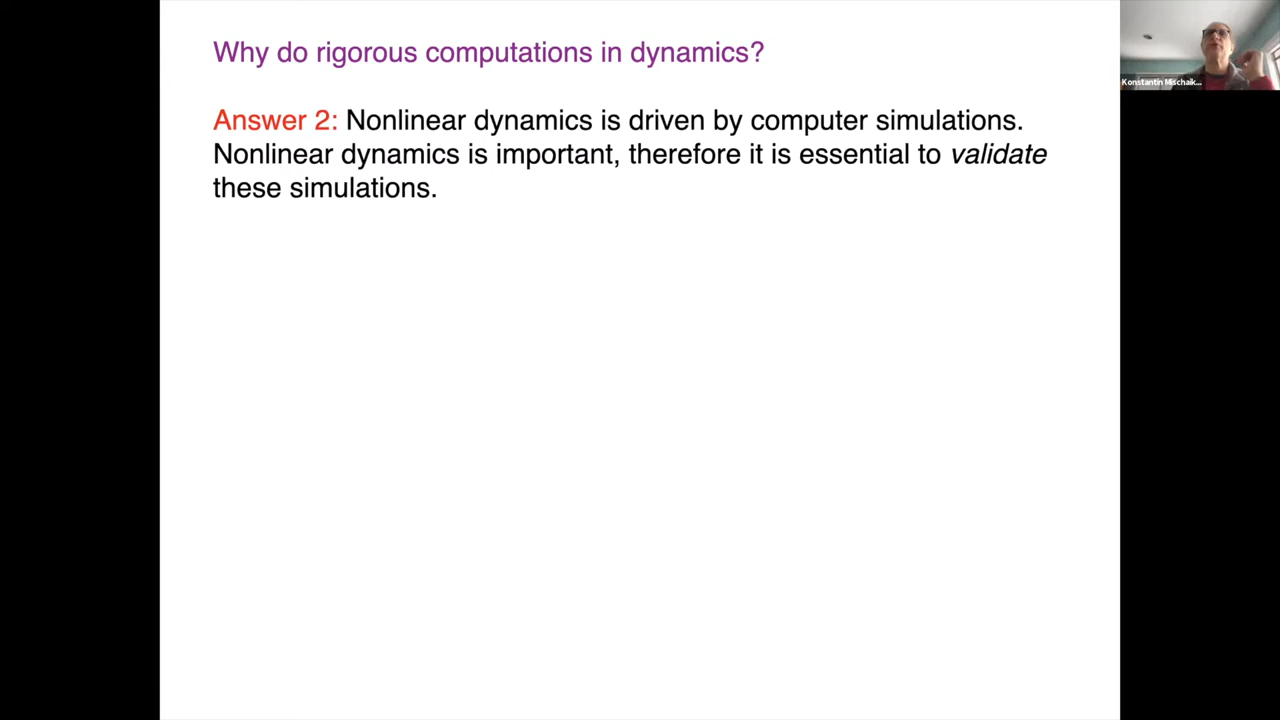 Why do rigorous computations in dynamics?
Answer 2: Nonlinear dynamics is driven by computer simulations.
Nonlinear dynamics is important, therefore it is essential to validate
these simulations.
Konstantin Mischaik...